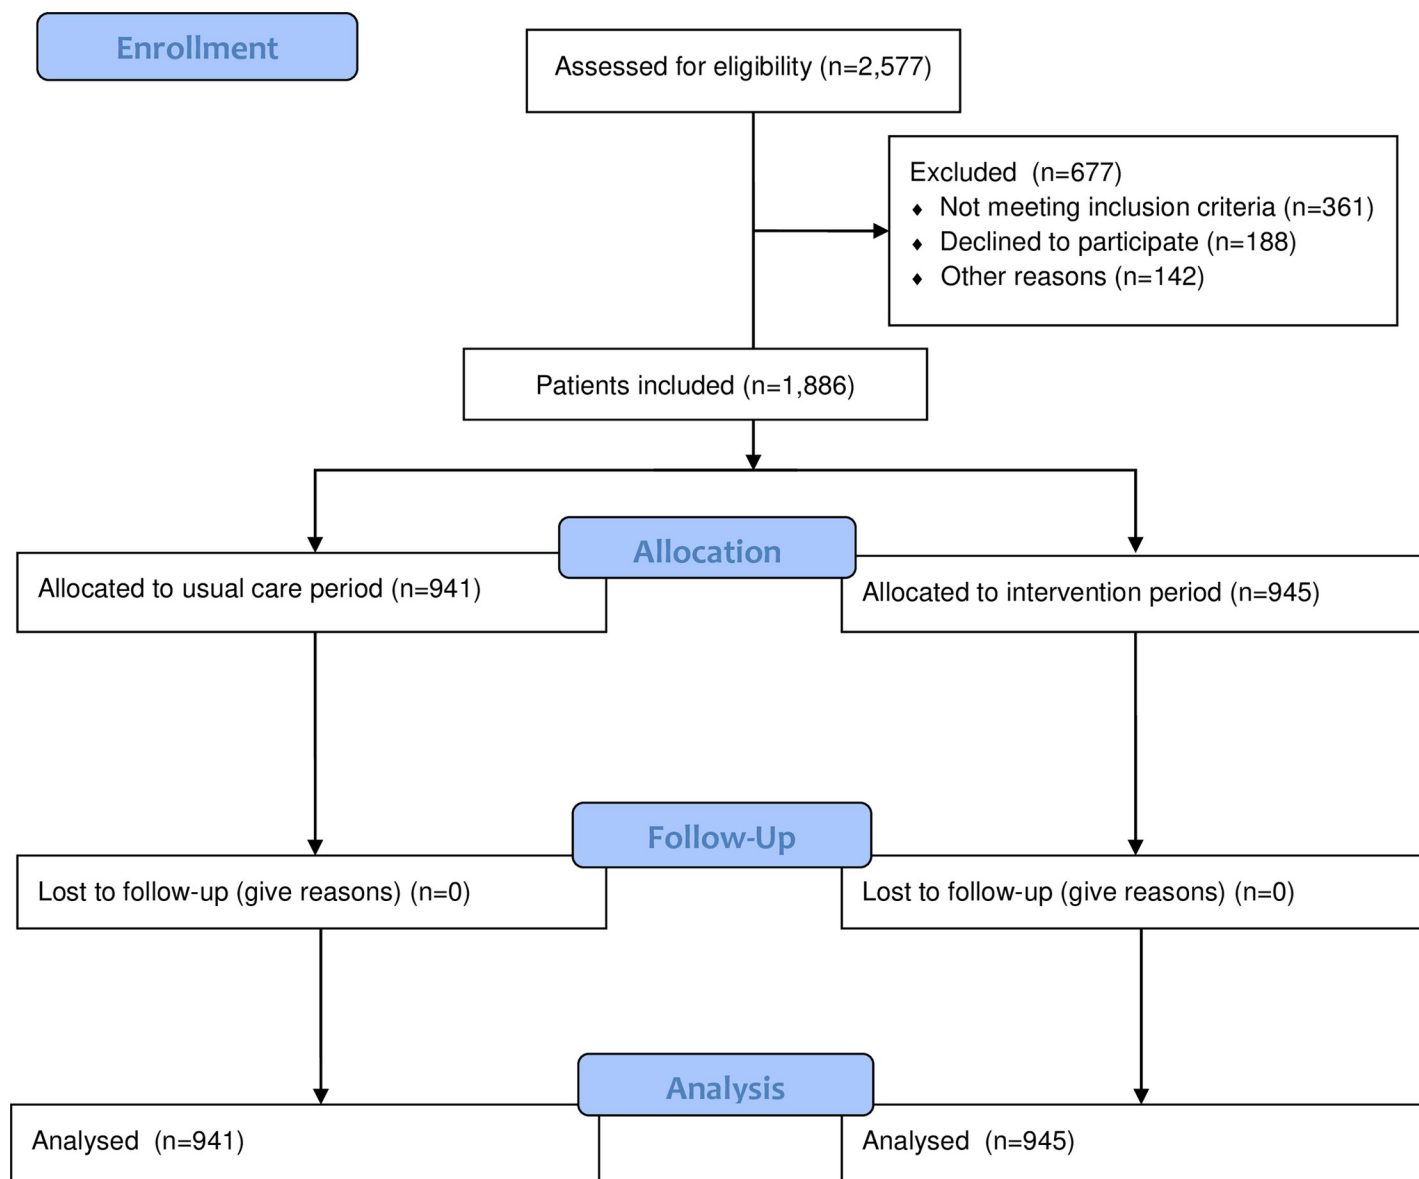 Enrollment
Assessed for eligibility (n=2,577)
Excluded  (n=677)
♦ Not meeting inclusion criteria (n=361)
♦ Declined to participate (n=188)
♦ Other reasons (n=142)
Patients included (n=1,886)
Allocation
Allocated to usual care period (n=941)
Allocated to intervention period (n=945)
Follow-Up
Lost to follow-up (give reasons) (n=0)
Lost to follow-up (give reasons) (n=0)
Analysis
Analysed  (n=941)
Analysed  (n=945)